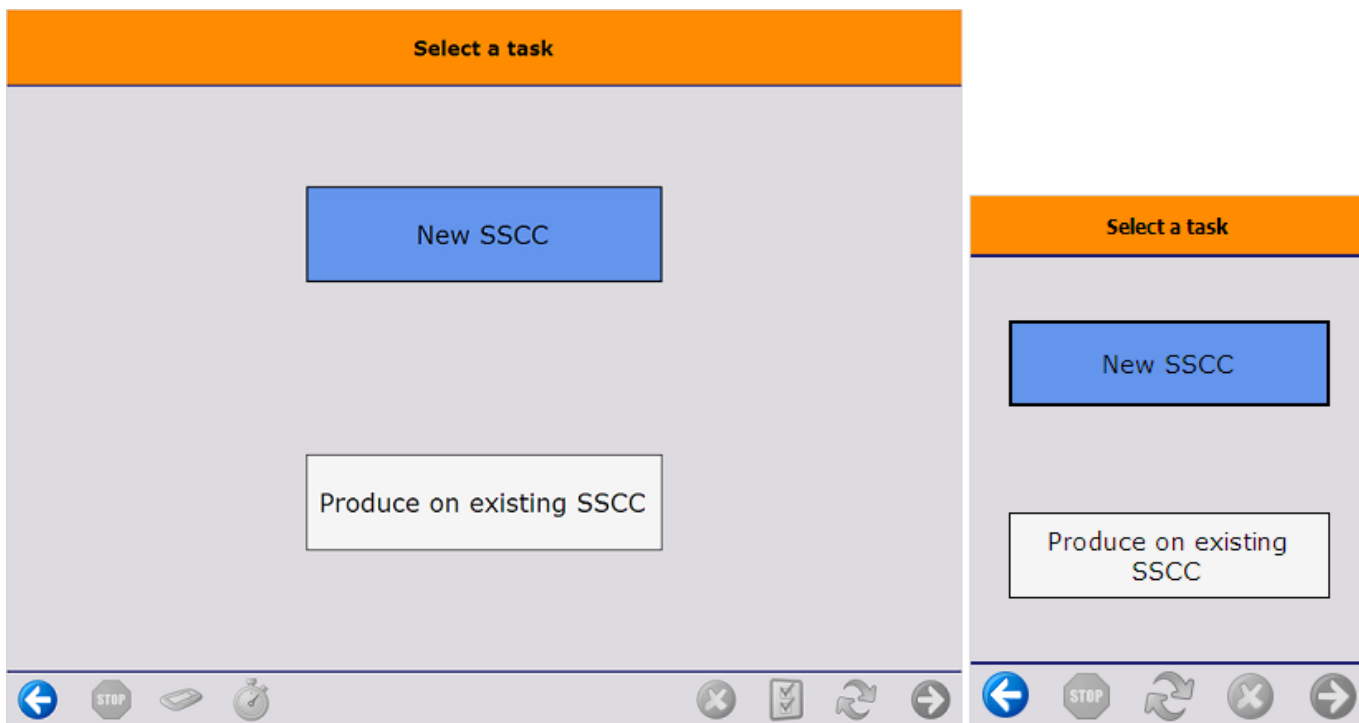 Select a task
New SSCC
Produce on existing SSCC
STOP
Select a task
New SSCC
Produce on existing
SSCC
STOP